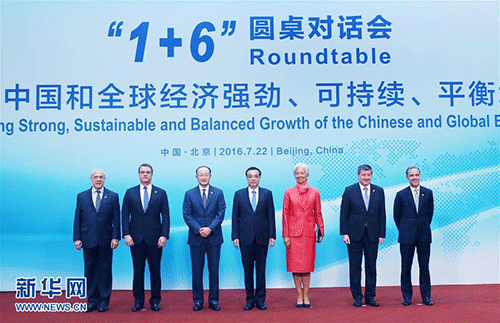 “1+6” 圆桌对话会
Roundtable
中国和全球经济强劲、可持续、平衡
ng Strong, Sustainable and Balanced Growth of the Chinese and Global E
中国·北京 | 2016.7.22 | Beijing, China
新华网
NEWS